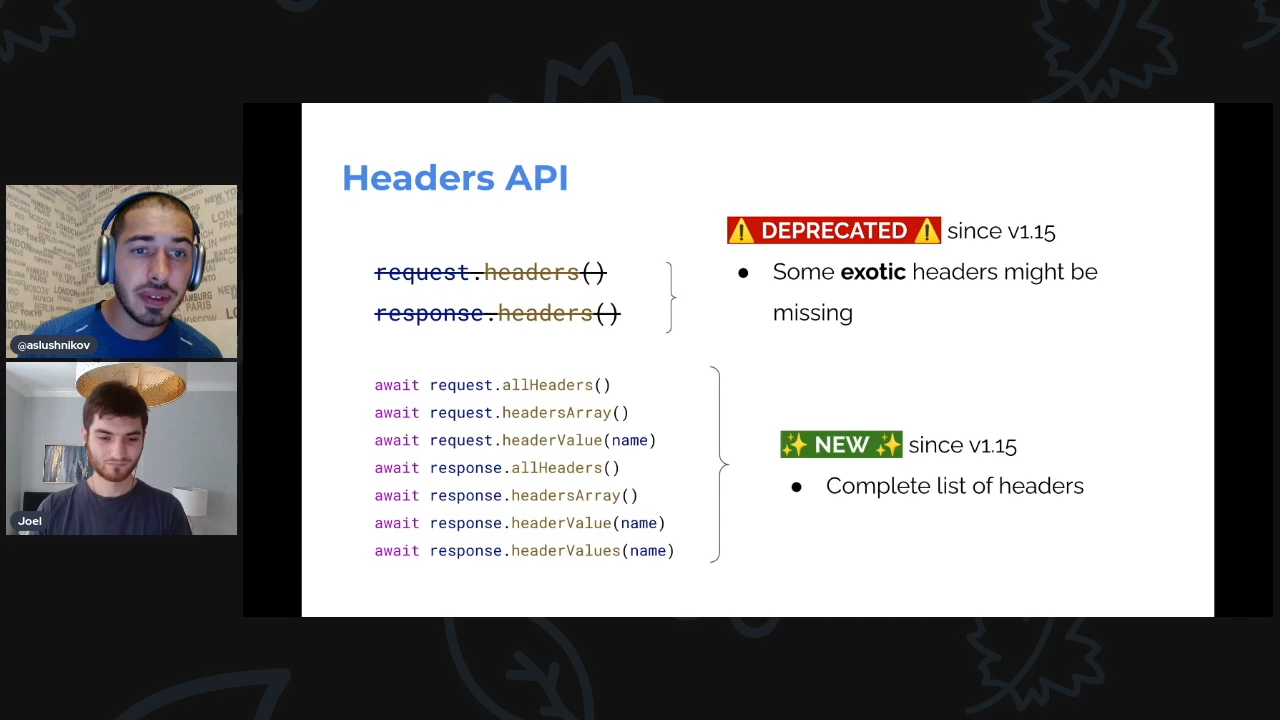 Headers API
⚠️ DEPRECATED ⚠️ since v1.15
request.headers()
● Some exotic headers might be
response.headers()
missing
await request.allHeaders()
await request.headersArray()
await request.headerValue(name)
await response.allHeaders()
await response.headersArray()
await response.headerValue(name)
await response.headerValues(name)
✨ NEW ✨ since v1.15
● Complete list of headers
@aslushnikov
Joel